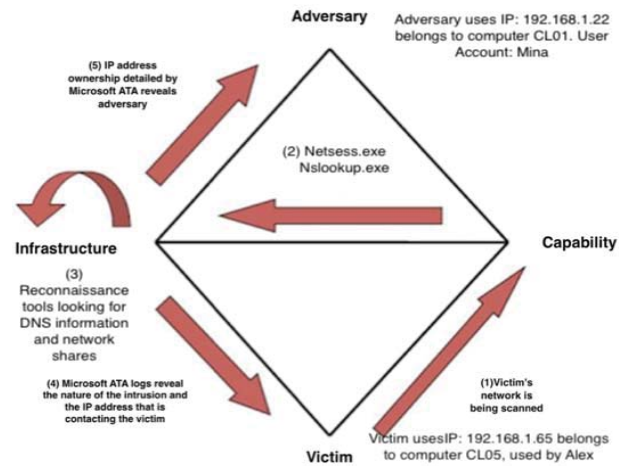 Adversary
Adversary uses IP: 192.168.1.22
belongs to computer CL01. User
Account: Mina
(5) IP address
ownership detailed by
Microsoft ATA reveals
adversary
(2) Netsess.exe
Nslookup.exe
Infrastructure
Capability
(3)
Reconnaissance
tools looking for
DNS information
and network
shares
(4) Microsoft ATA logs reveal
the nature of the intrusion and
the IP address that is
contacting the victim
(1)Victim's
network is
being scanned
Victim usesIP: 192.168.1.65 belongs
to computer CL05, used by Alex
Victim